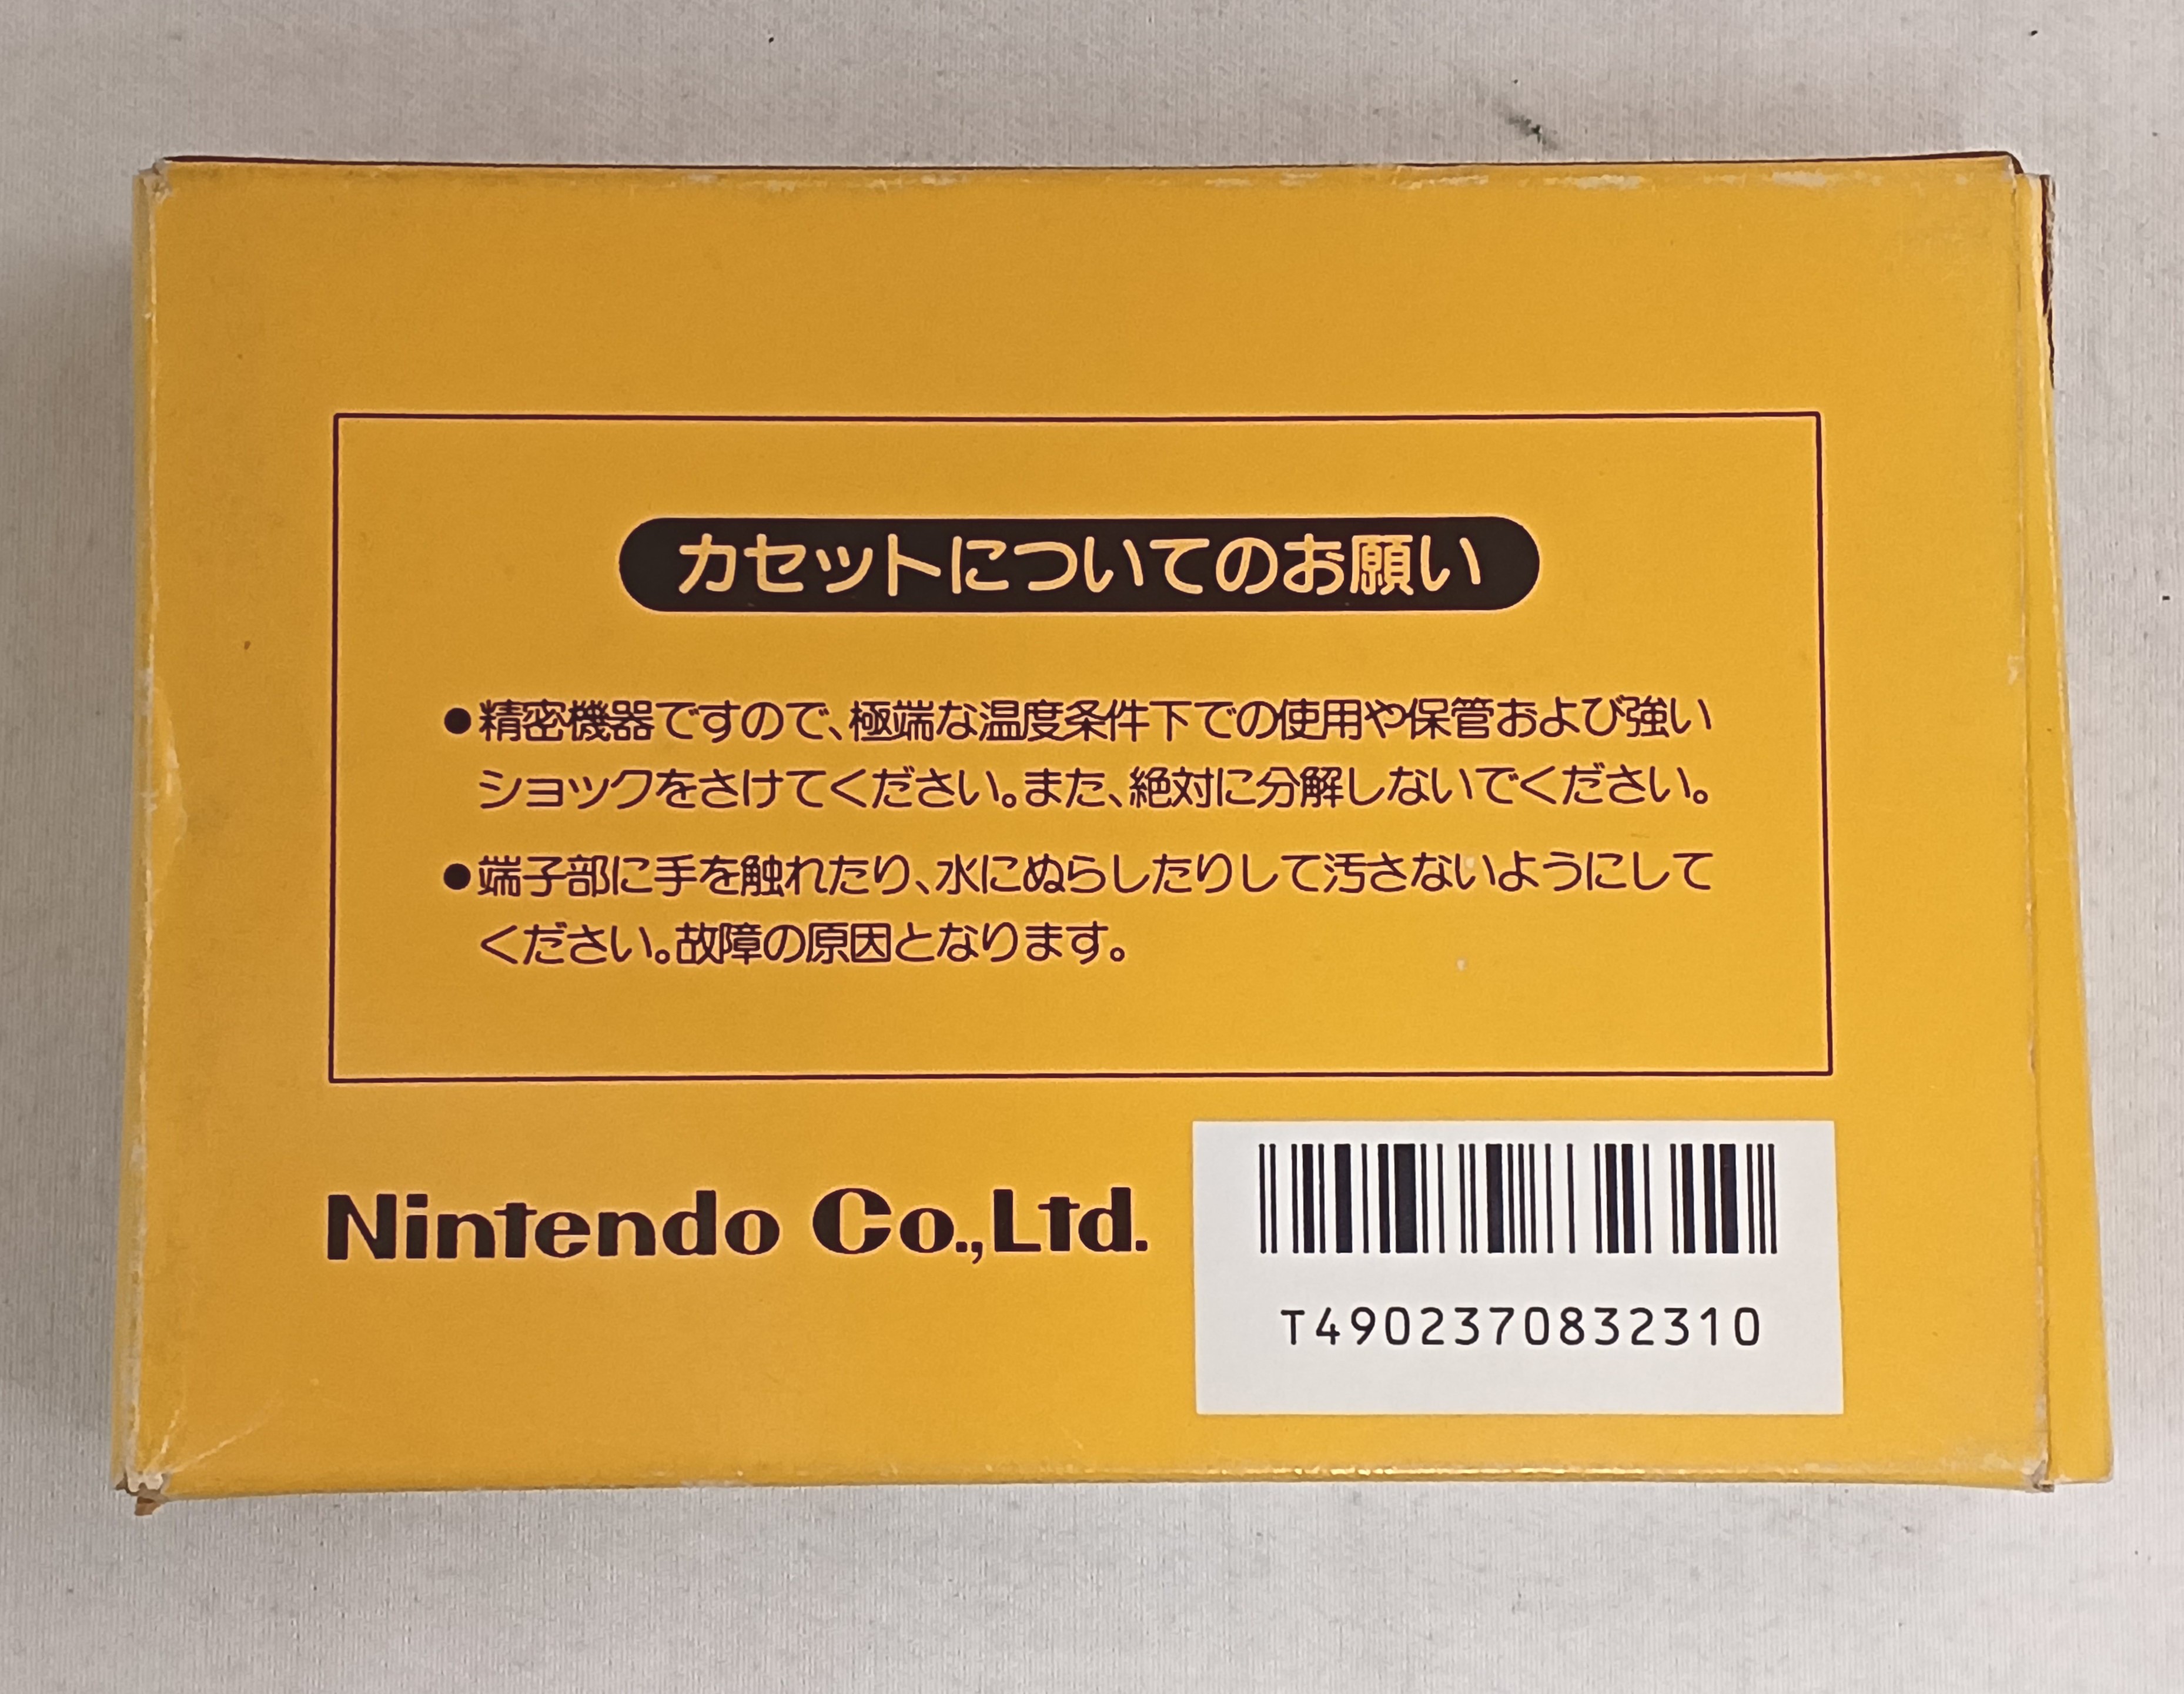 カセットについてのお願い
●精密機器ですので、極端な温度条件下での使用や保管および強い
ショックをさけてください。また、絶対に分解しないでください。
●端子部に手を触れたり、水にぬらしたりして汚さないようにして
ください。故障の原因となります。
Nintendo Co.,Ltd.
T4902370832310